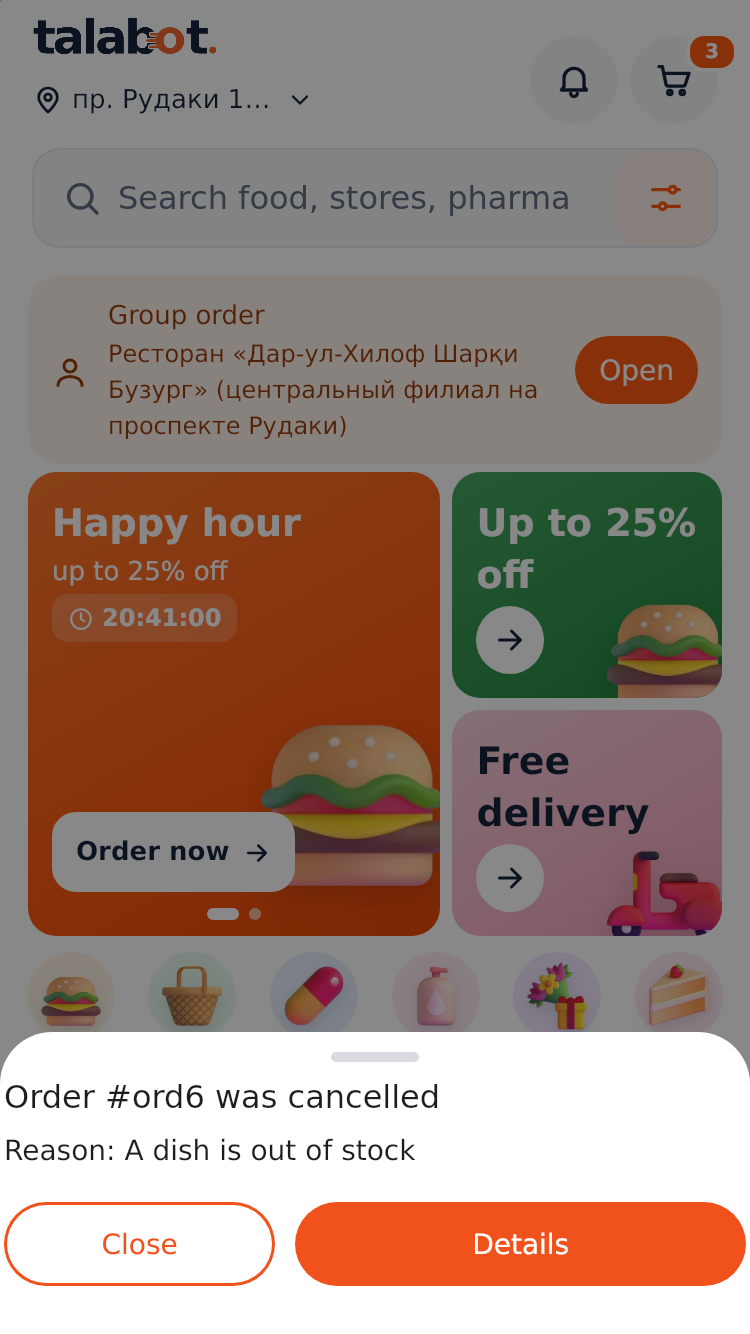 talabot.
пр. Рудаки 1...
3
Search food, stores, pharma
Group order
Ресторан «Дар-ул-Хилоф Шарқи
Бузург» (центральный филиал на
проспекте Рудаки)
Open
Happy hour
up to 25% off
20:41:00
Order now
Up to 25%
off
Free
delivery
Order #ord6 was cancelled
Reason: A dish is out of stock
Close
Details